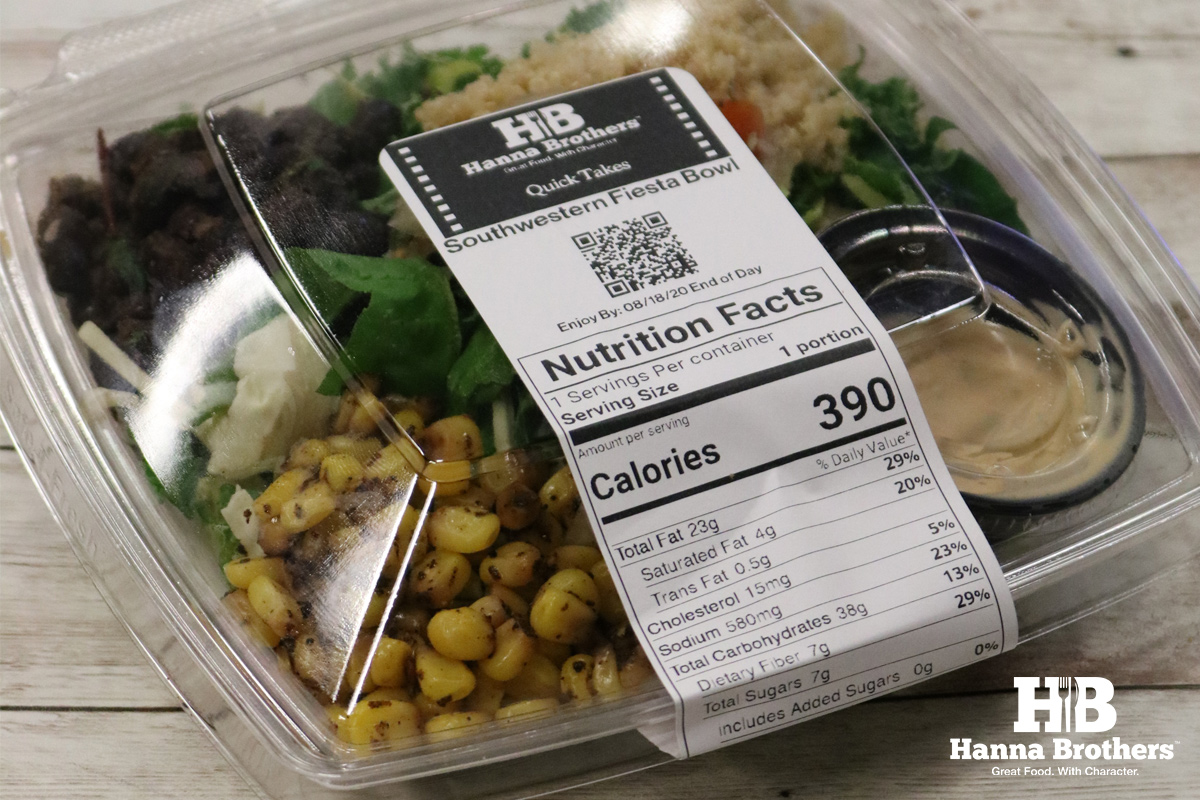 HB
Hanna Brothers™
Great Food. With Character.
Quick Takes
Southwestern Fiesta Bowl
Enjoy By: 08/18/20 End of Day
Nutrition Facts
1 Servings Per container
Serving Size 1 portion
Amount per serving
Calories 390
% Daily Value*
Total Fat 23g 29%
Saturated Fat 4g 20%
Trans Fat 0.5g
Cholesterol 15mg 5%
Sodium 580mg 23%
Total Carbohydrates 38g 13%
Dietary Fiber 7g 29%
Total Sugars 7g
includes Added Sugars 0g 0%
HB
Hanna Brothers™
Great Food. With Character.